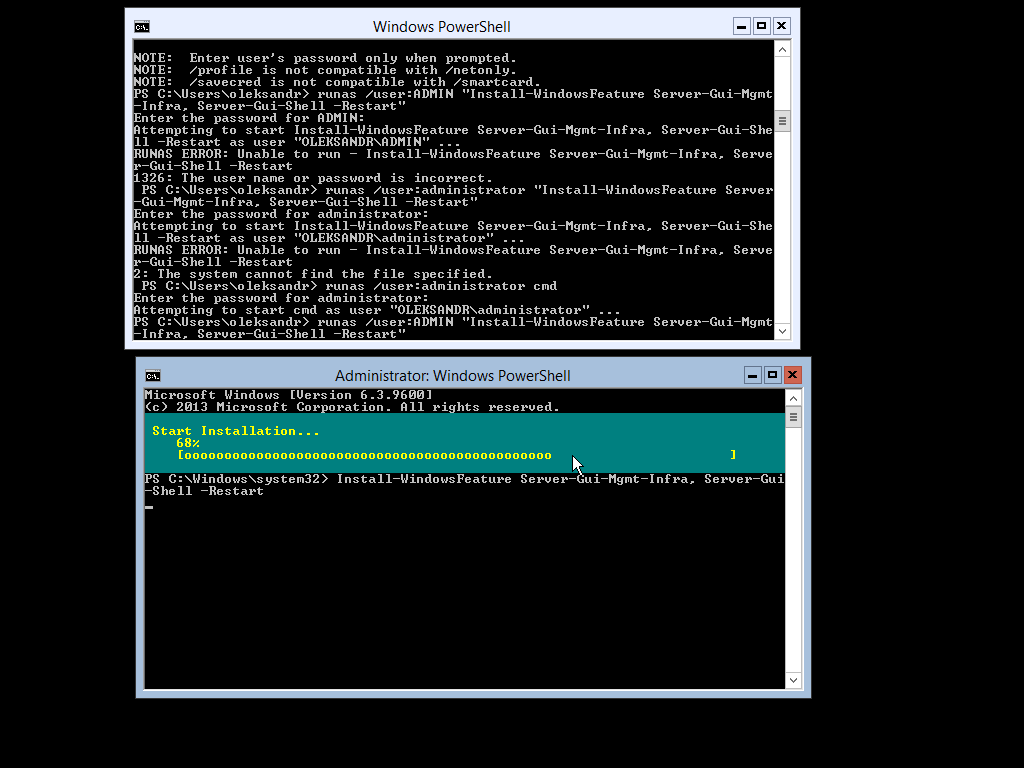 Windows PowerShell
NOTE:  Enter user's password only when prompted.
NOTE:  /profile is not compatible with /netonly.
NOTE:  /savecred is not compatible with /smartcard.
PS C:\Users\oleksandr> runas /user:ADMIN "Install-WindowsFeature Server-Gui-Mgmt
-Infra, Server-Gui-Shell -Restart"
Enter the password for ADMIN:
Attempting to start Install-WindowsFeature Server-Gui-Mgmt-Infra, Server-Gui-She
ll -Restart as user "OLEKSANDR\ADMIN" ...
RUNAS ERROR: Unable to run - Install-WindowsFeature Server-Gui-Mgmt-Infra, Serve
r-Gui-Shell -Restart
1326: The user name or password is incorrect.
PS C:\Users\oleksandr> runas /user:administrator "Install-WindowsFeature Server
-Gui-Mgmt-Infra, Server-Gui-Shell -Restart"
Enter the password for administrator:
Attempting to start Install-WindowsFeature Server-Gui-Mgmt-Infra, Server-Gui-She
ll -Restart as user "OLEKSANDR\administrator" ...
RUNAS ERROR: Unable to run - Install-WindowsFeature Server-Gui-Mgmt-Infra, Serve
r-Gui-Shell -Restart
2: The system cannot find the file specified.
PS C:\Users\oleksandr> runas /user:administrator cmd
Enter the password for administrator:
Attempting to start cmd as user "OLEKSANDR\administrator" ...
PS C:\Users\oleksandr> runas /user:ADMIN "Install-WindowsFeature Server-Gui-Mgmt
-Infra, Server-Gui-Shell -Restart"
Administrator: Windows PowerShell
Microsoft Windows [Version 6.3.9600]
(c) 2013 Microsoft Corporation. All rights reserved.
Start Installation...
68%
[oooooooooooooooooooooooooooooooooooooooooooooo                       ]
PS C:\Windows\system32> Install-WindowsFeature Server-Gui-Mgmt-Infra, Server-Gui
-Shell -Restart